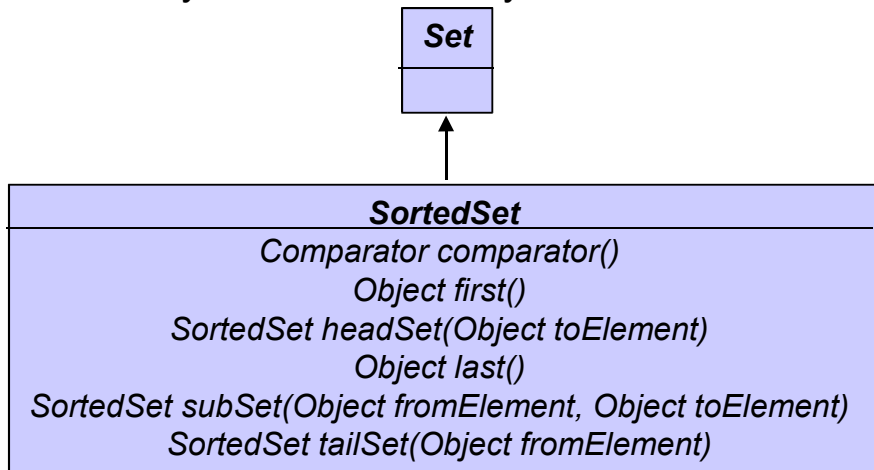 Set
SortedSet
Comparator comparator()
Object first()
SortedSet headSet(Object toElement)
Object last()
SortedSet subSet(Object fromElement, Object toElement)
SortedSet tailSet(Object fromElement)